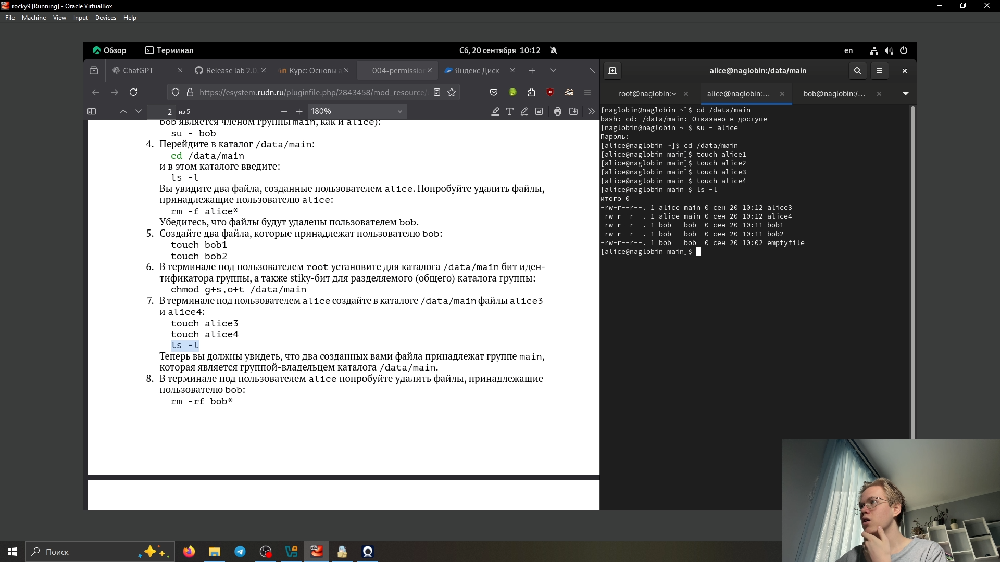 rocky9 [Running] - Oracle VirtualBox
File Machine View Input Devices Help
Обзор Терминал Сб, 20 сентября 10:12 en
ChatGPT Release lab 2.0. Курс: Основы а 004-permission Яндекс Диск
https://esystem.rudn.ru/pluginfile.php/2843458/mod_resource/
2 из 5 180%
bob является членом группы main, как и alice):
su - bob
4. Перейдите в каталог /data/main:
cd /data/main
и в этом каталоге введите:
ls -l
Вы увидите два файла, созданные пользователем alice. Попробуйте удалить файлы,
принадлежащие пользователю alice:
rm -f alice*
Убедитесь, что файлы будут удалены пользователем bob.
5. Создайте два файла, которые принадлежат пользователю bob:
touch bob1
touch bob2
6. В терминале под пользователем root установите для каталога /data/main бит иден-
тификатора группы, а также stiky-бит для разделяемого (общего) каталога группы:
chmod g+s,o+t /data/main
7. В терминале под пользователем alice создайте в каталоге /data/main файлы alice3
и alice4:
touch alice3
touch alice4
ls -l
Теперь вы должны увидеть, что два созданных вами файла принадлежат группе main,
которая является группой-владельцем каталога /data/main.
8. В терминале под пользователем alice попробуйте удалить файлы, принадлежащие
пользователю bob:
rm -rf bob*
alice@naglobin:/data/main
root@naglobin:~ alice@naglobin:... bob@naglobin:/...
[naglobin@naglobin ~]$ cd /data/main
bash: cd: /data/main: Отказано в доступе
[naglobin@naglobin ~]$ su - alice
Пароль:
[alice@naglobin ~]$ cd /data/main
[alice@naglobin main]$ touch alice1
[alice@naglobin main]$ touch alice2
[alice@naglobin main]$ touch alice3
[alice@naglobin main]$ touch alice4
[alice@naglobin main]$ ls -l
итого 0
-rw-r--r--. 1 alice main 0 сен 20 10:12 alice3
-rw-r--r--. 1 alice main 0 сен 20 10:12 alice4
-rw-r--r--. 1 bob   bob  0 сен 20 10:11 bob1
-rw-r--r--. 1 bob   bob  0 сен 20 10:11 bob2
-rw-r--r--. 1 bob   bob  0 сен 20 10:02 emptyfile
[alice@naglobin main]$
Поиск